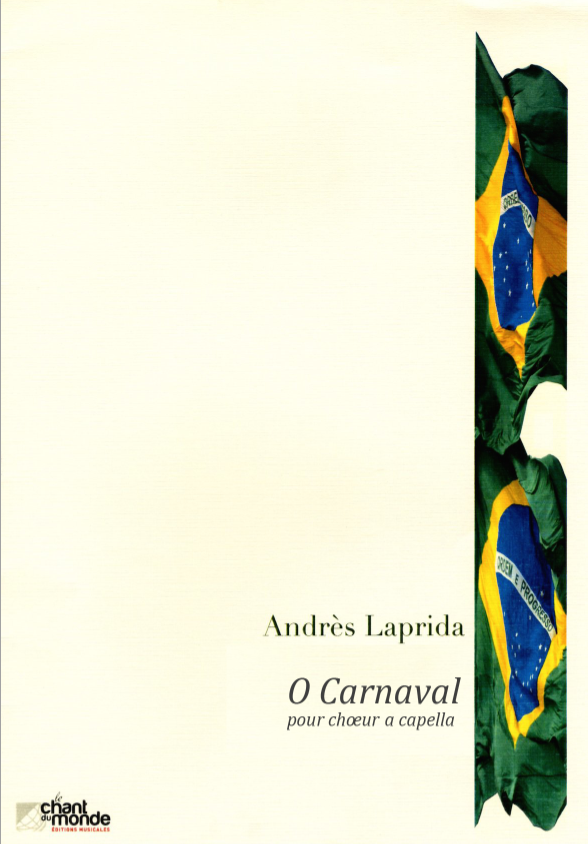 ORDEM E PROGRESSO
Andrès Laprida
O Carnaval
pour chœur a capella
le
chant
du monde
ÉDITIONS MUSICALES